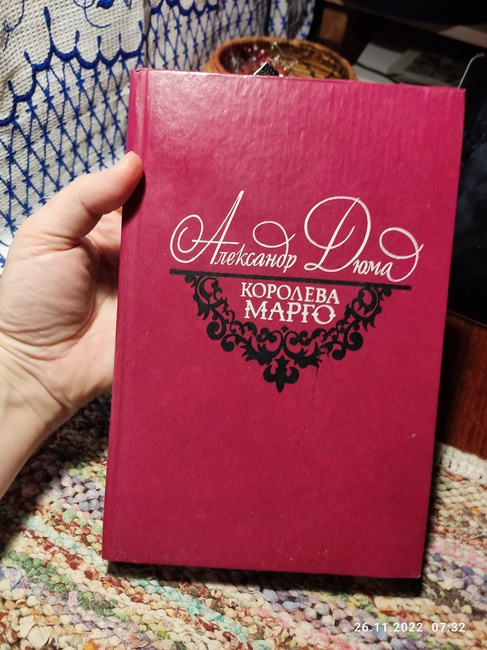 Александр Дюма
КОРОЛЕВА
МАРГО
26.11.2022 07:32